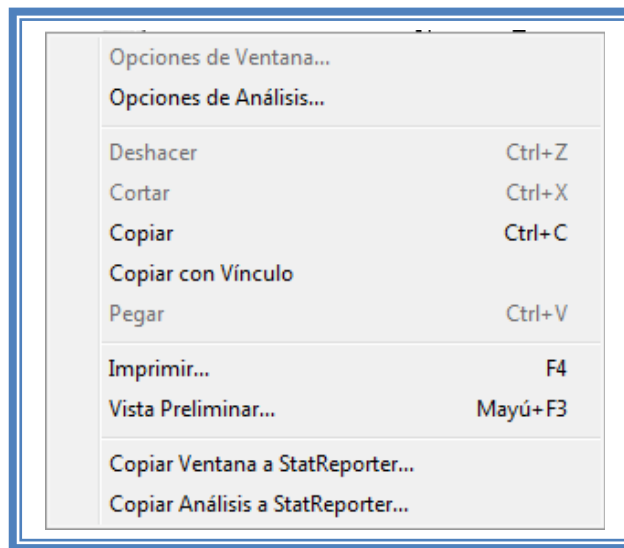 Opciones de Ventana...
Opciones de Análisis...
Deshacer Ctrl+Z
Cortar Ctrl+X
Copiar Ctrl+C
Copiar con Vínculo
Pegar Ctrl+V
Imprimir... F4
Vista Preliminar... Mayú+F3
Copiar Ventana a StatReporter...
Copiar Análisis a StatReporter...